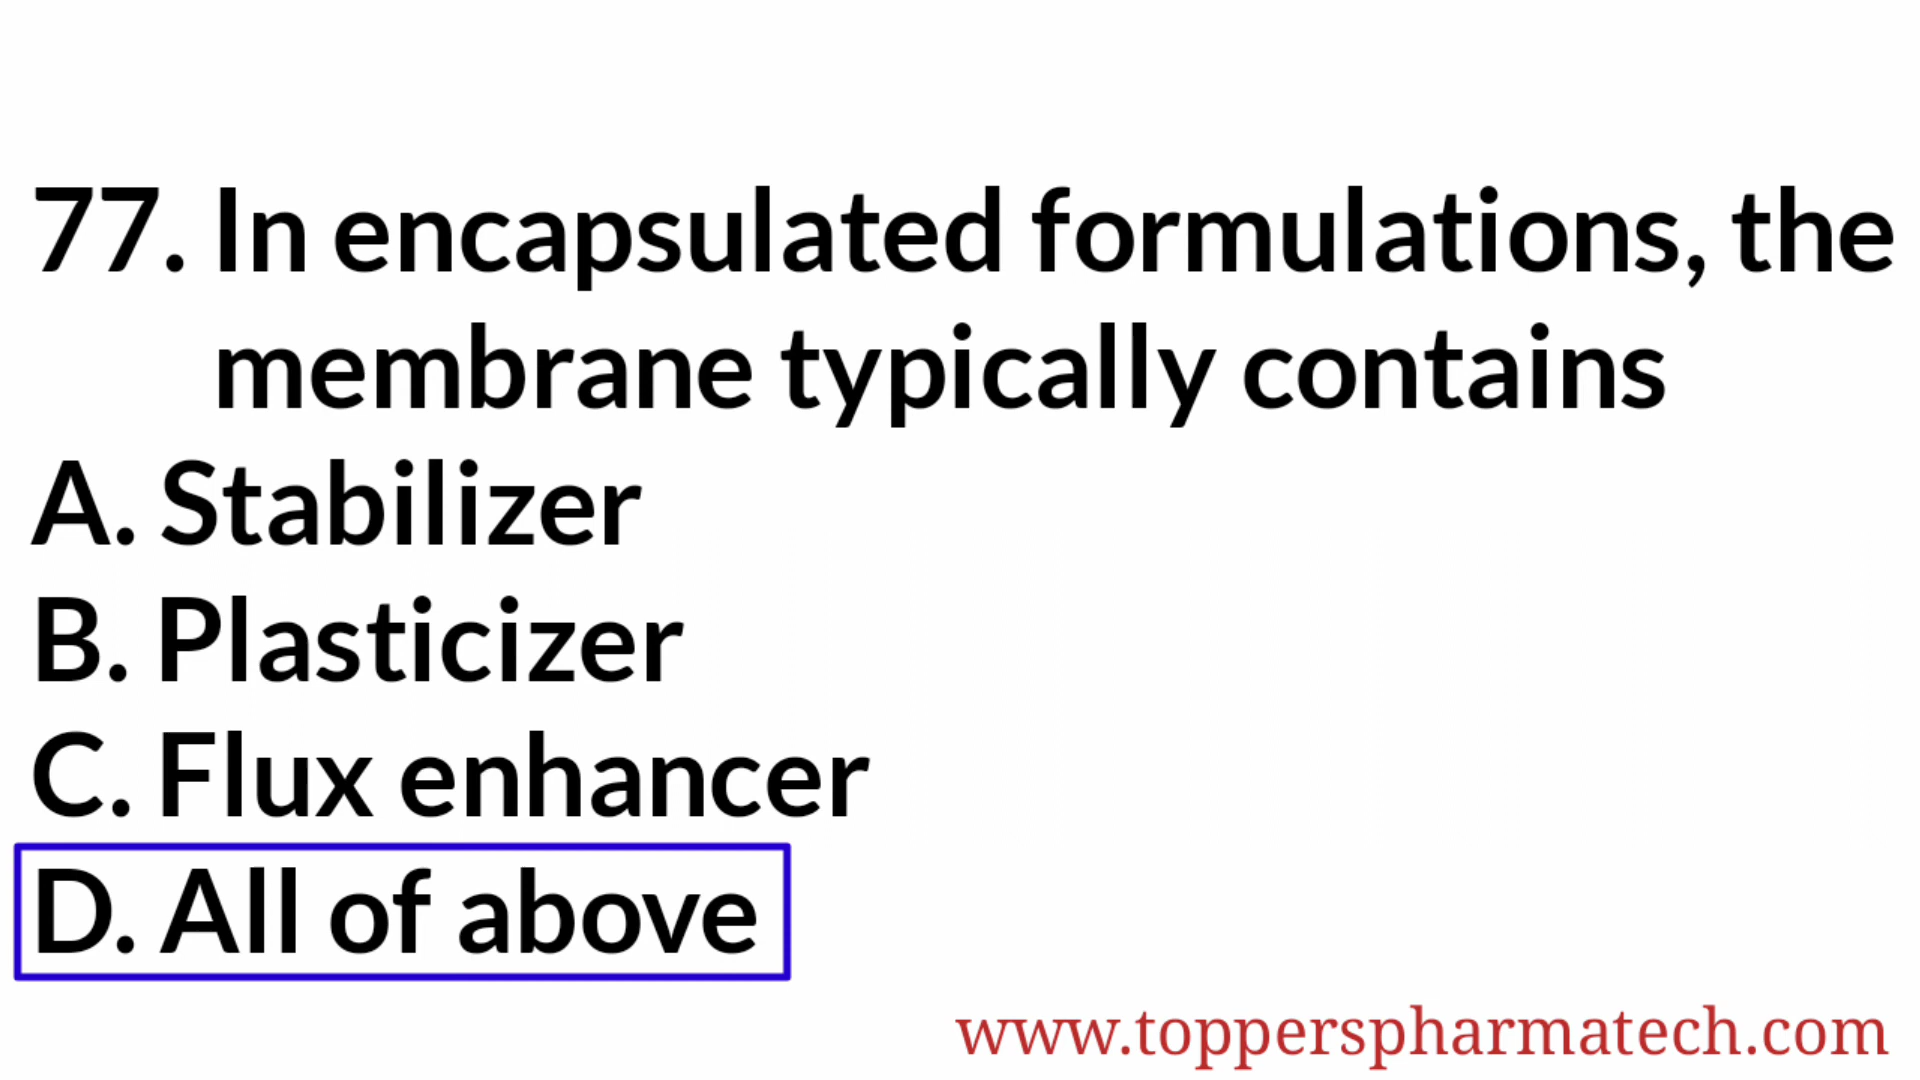 77. In encapsulated formulations, the
membrane typically contains
A. Stabilizer
B. Plasticizer
C. Flux enhancer
D. All of above
www.topperspharmatech.com